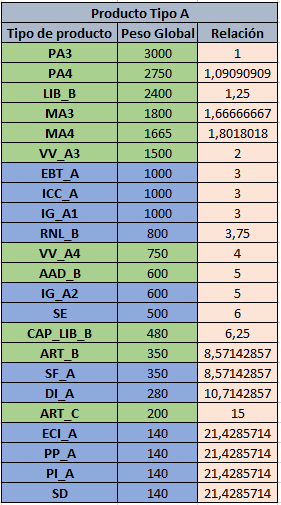 Producto Tipo A
Tipo de producto Peso Global Relación
PA3 3000 1
PA4 2750 1,09090909
LIB_B 2400 1,25
MA3 1800 1,66666667
MA4 1665 1,8018018
VV_A3 1500 2
EBT_A 1000 3
ICC_A 1000 3
IG_A1 1000 3
RNL_B 800 3,75
VV_A4 750 4
AAD_B 600 5
IG_A2 600 5
SE 500 6
CAP_LIB_B 480 6,25
ART_B 350 8,57142857
SF_A 350 8,57142857
DI_A 280 10,7142857
ART_C 200 15
ECI_A 140 21,4285714
PP_A 140 21,4285714
PI_A 140 21,4285714
SD 140 21,4285714